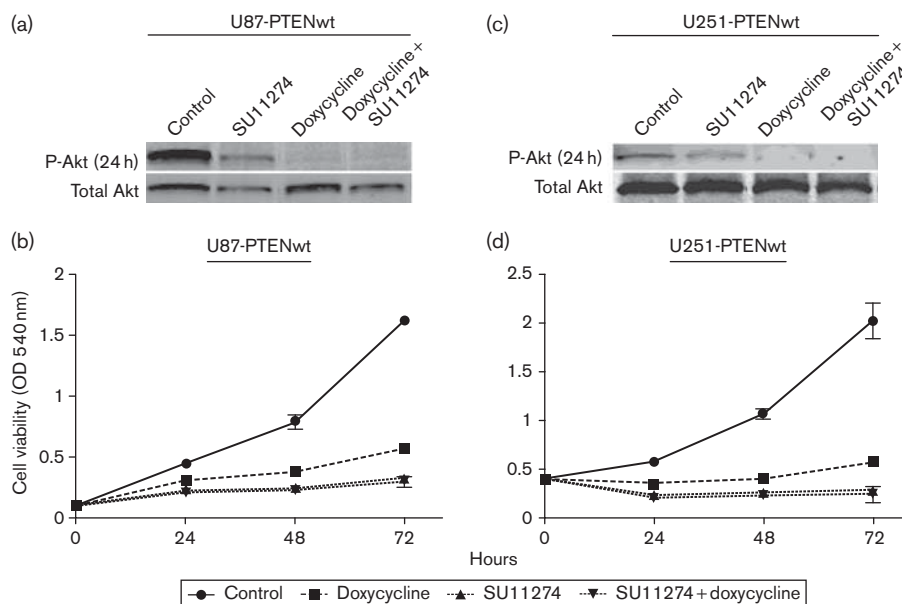 (a)
U87-PTENwt
Control
SU11274
Doxycycline
Doxycycline+
SU11274
P-Akt (24 h)
Total Akt
(c)
U251-PTENwt
Control
SU11274
Doxycycline
Doxycycline+
SU11274
P-Akt (24 h)
Total Akt
(b)
U87-PTENwt
Cell viability (OD 540nm)
2
1.5
1
0.5
0
0 24 48 72
(d)
U251-PTENwt
2.5
2
1.5
1
0.5
0
0 24 48 72
Hours
Control Doxycycline SU11274 SU11274+doxycycline